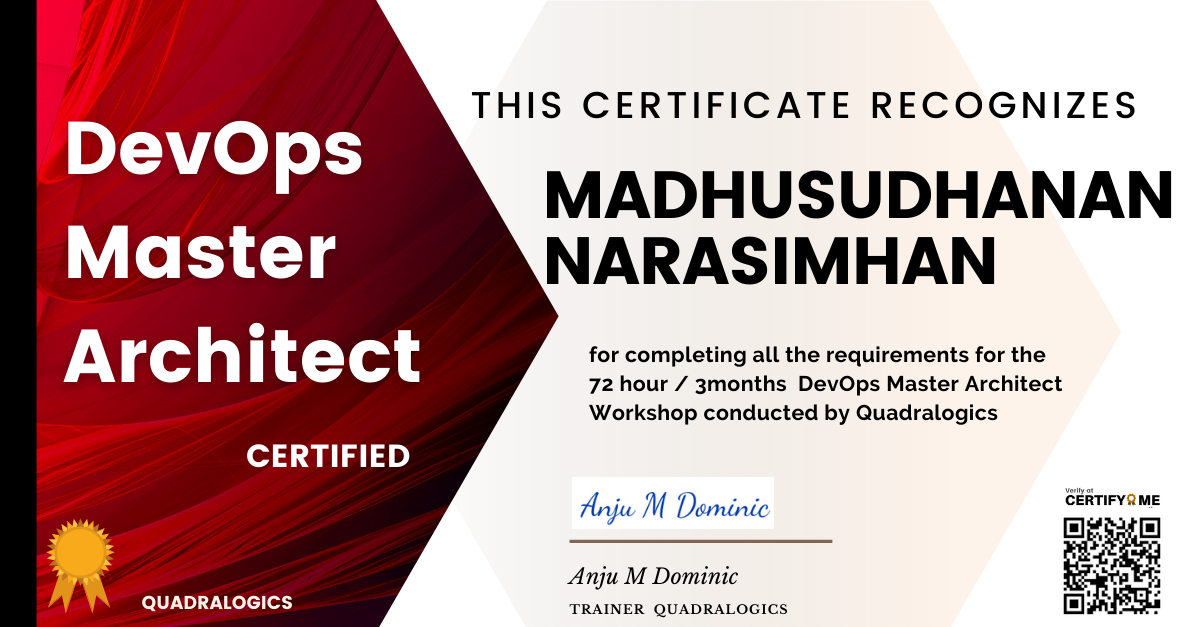 DevOps
Master
Architect
CERTIFIED
QUADRALOGICS
THIS CERTIFICATE RECOGNIZES
MADHUSUDHANAN
NARASIMHAN
for completing all the requirements for the
72 hour / 3months  DevOps Master Architect
Workshop conducted by Quadralogics
Anju M Dominic
Anju M Dominic
TRAINER QUADRALOGICS
Verify at
CERTIFY ME